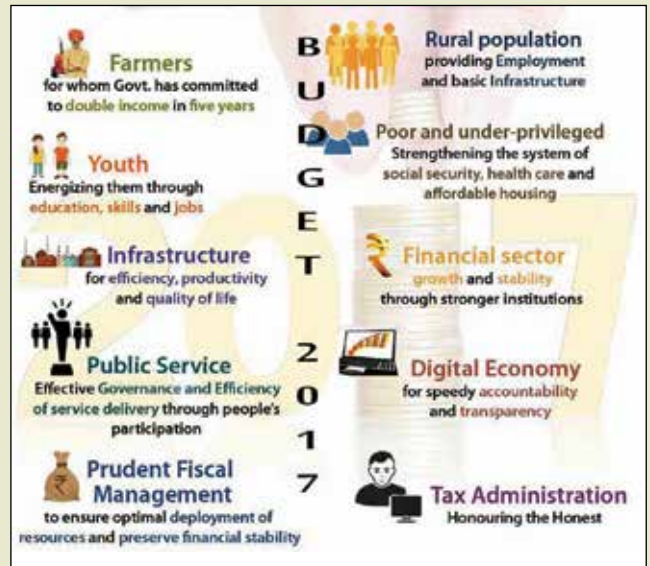 Farmers
for whom Govt. has committed
to double income in five years
Youth
Energizing them through
education, skills and jobs
Infrastructure
for efficiency, productivity
and quality of life
Public Service
Effective Governance and Efficiency
of service delivery through people's
participation
Prudent Fiscal
Management
to ensure optimal deployment of
resources and preserve financial stability
B
U
D
G
E
T
2
0
1
7
Rural population
providing Employment
and basic Infrastructure
Poor and under-privileged
Strengthening the system of
social security, health care and
affordable housing
Financial sector
growth and stability
through stronger institutions
Digital Economy
for speedy accountability
and transparency
Tax Administration
Honouring the Honest
2017